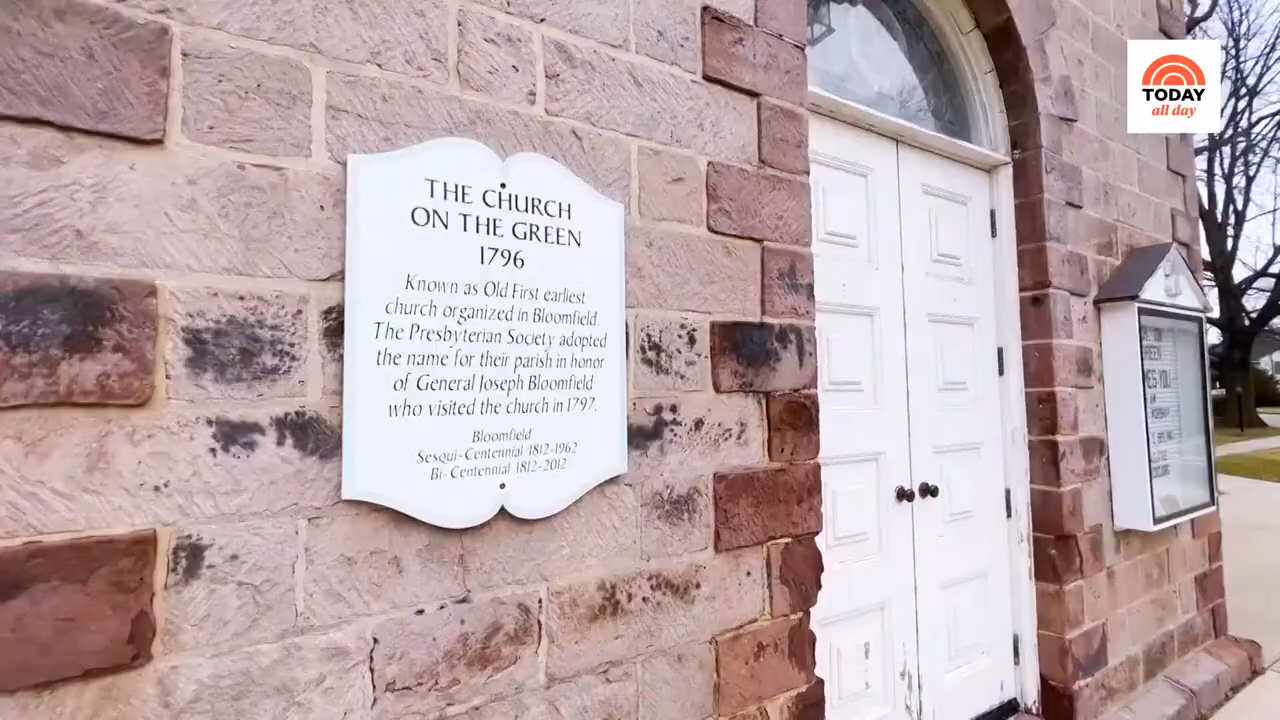 THE CHURCH
ON THE GREEN
1796
Known as Old First earliest
church organized in Bloomfield.
The Presbyterian Society adopted
the name for their parish in honor
of General Joseph Bloomfield
who visited the church in 1797.
Bloomfield
Sesqui-Centennial 1812-1962
Bi-Centennial 1812-2012
TODAY
all day